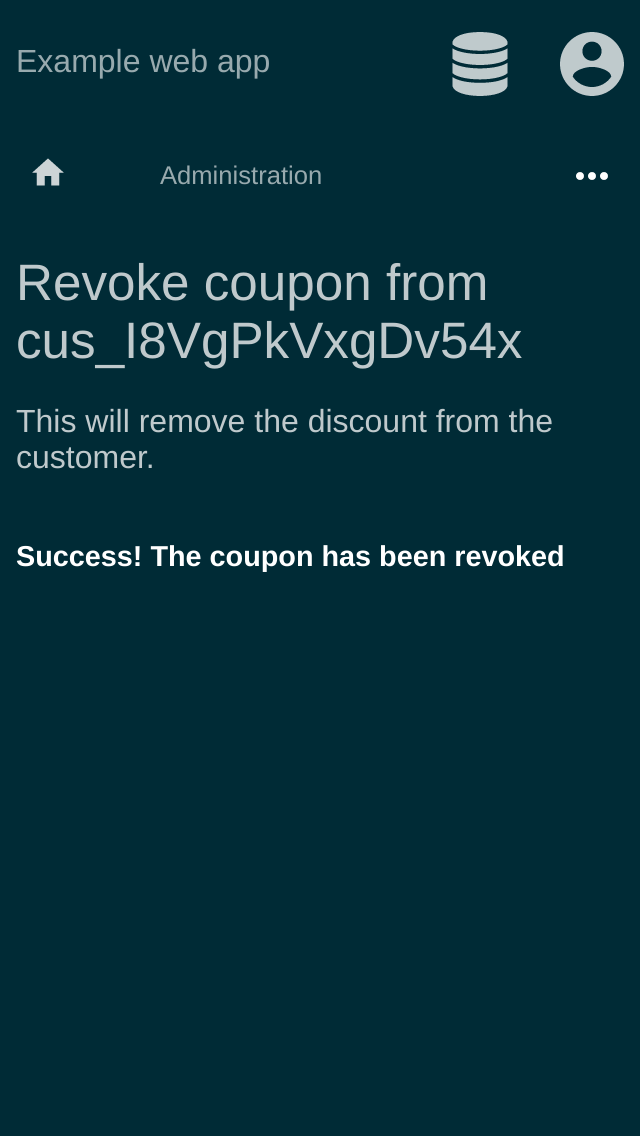 Example web app
Administration
Revoke coupon from
cus_I8VgPkVxgDv54x
This will remove the discount from the
customer.
Success! The coupon has been revoked